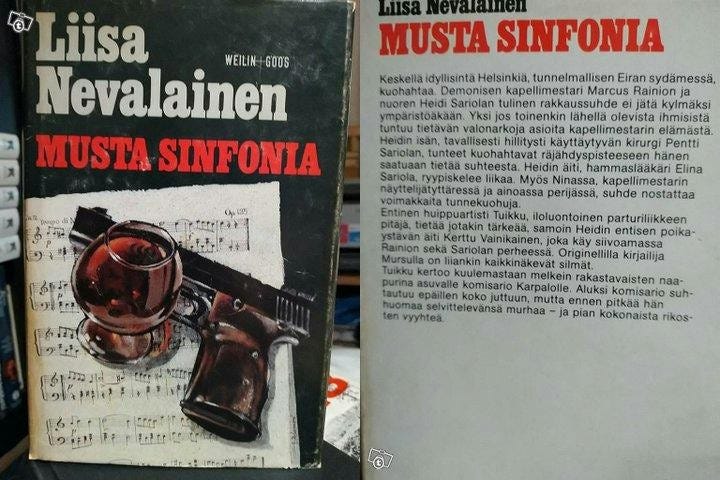 Liisa
Nevalainen
WEILIN+GÖÖS
MUSTA SINFONIA
Op. 125
Liisa Nevalainen
MUSTA SINFONIA
Keskellä idyllisintä Helsinkiä, tunnelmallisen Eiran sydämessä,
kuohahtaa. Demonisen kapellimestari Marcus Rainion ja
nuoren Heidi Sariolan tulinen rakkaussuhde ei jätä kylmäksi
ympäristöäkään. Yksi jos toinenkin lähellä olevista ihmisistä
tuntuu tietävän valonarkoja asioita kapellimestarin elämästä.
Heidin isän, tavallisesti hillitysti käyttäytyvän kirurgi Pentti
Sariolan, tunteet kuohahtavat räjähdyspisteeseen hänen
saatuaan tietää suhteesta. Heidin äiti, hammaslääkäri Elina
Sariola, ryypiskelee liikaa. Myös Ninassa, kapellimestarin
näyttelijätyttäressä ja ainoassa perijässä, suhde nostattaa
voimakkaita tunnekuohuja.
Entinen huippuartisti Tuikku, iloluontoinen parturiliikkeen
pitäjä, tietää jotakin tärkeää, samoin Heidin entisen poika-
ystävän äiti Kerttu Vainikainen, joka käy siivoamassa
Rainion sekä Sariolan perheessä. Originellilla kirjailija
Mursulla on liiankin kaikkinäkevät silmät.
Tuikku kertoo kuulemastaan melkein rakastavaisten naa-
purina asuvalle komisario Karpalolle. Aluksi komisario suh-
tautuu epäillen koko juttuun, mutta ennen pitkää hän
huomaa selvittelevänsä murhaa – ja pian kokonaista rikos-
ten vyyhteä.